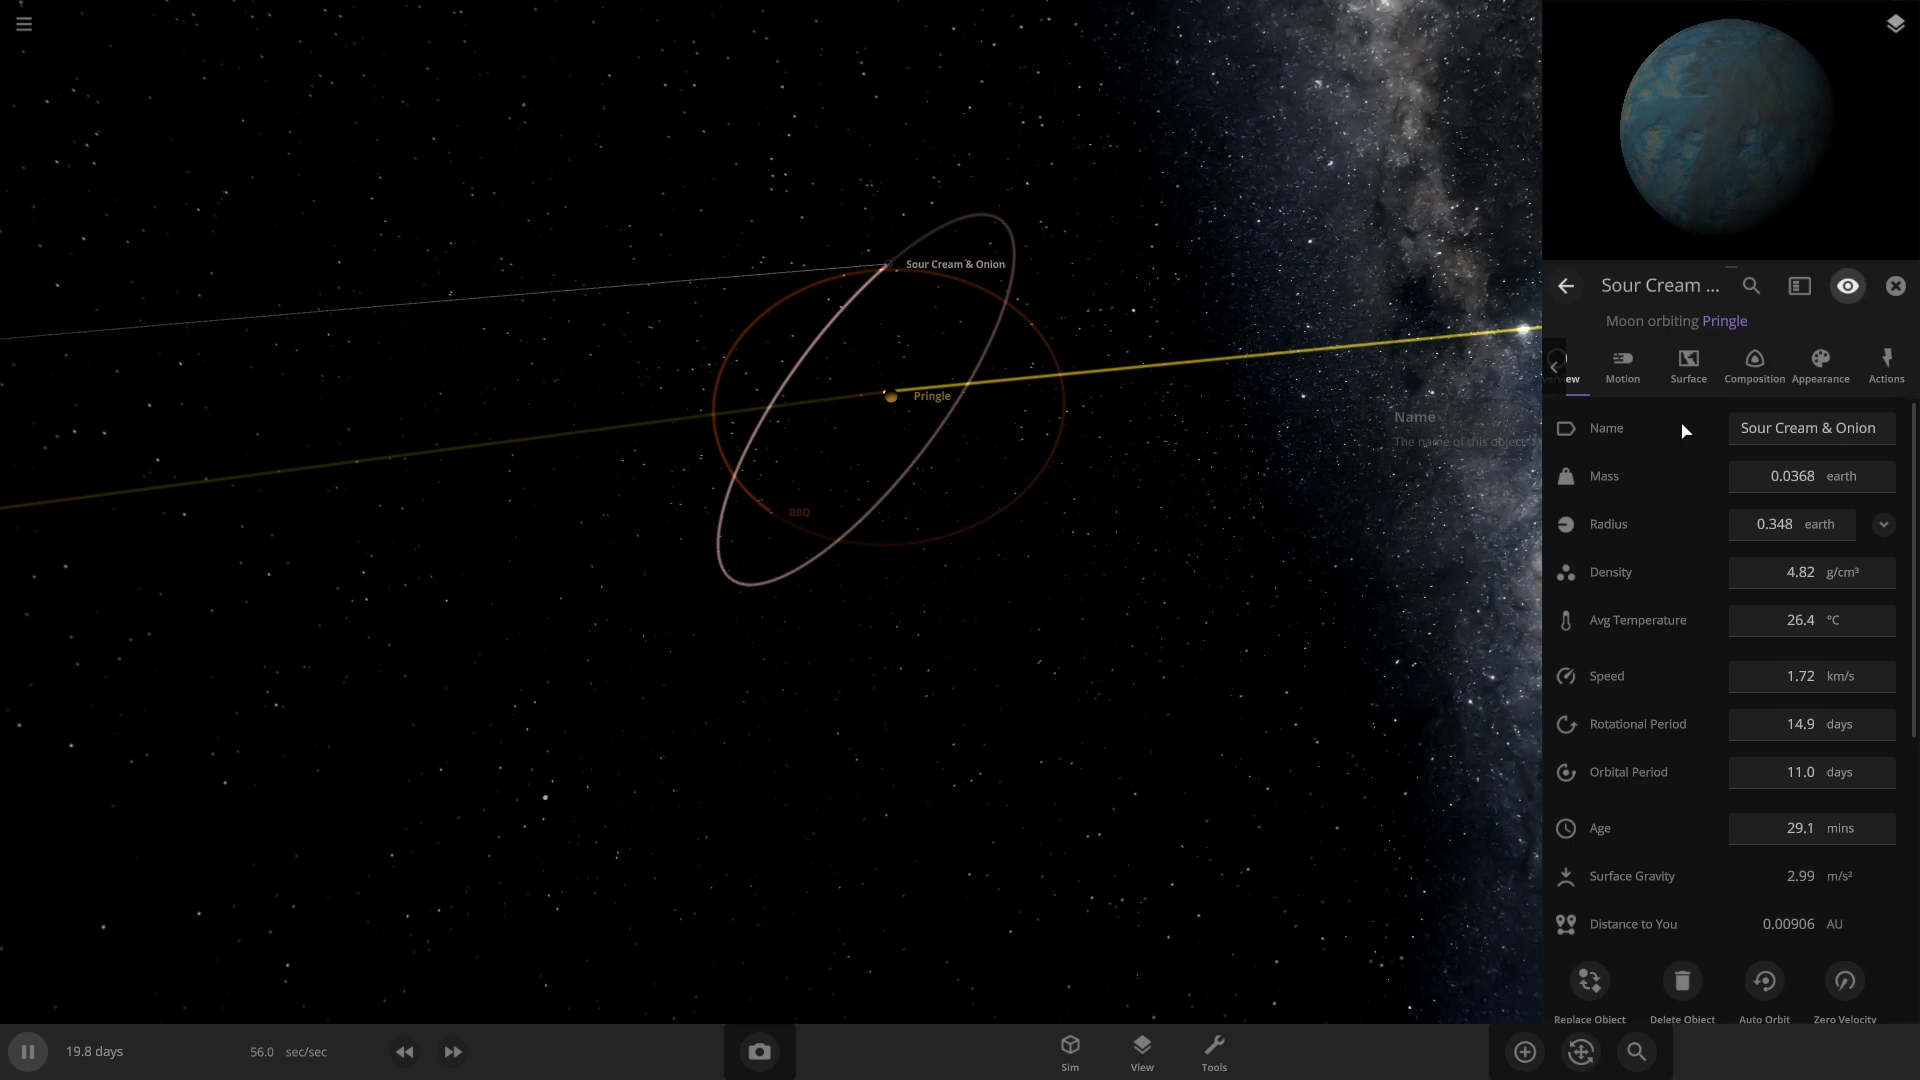 Sour Cream & Onion
Pringle
BBQ
Name
The name of this object
Sour Cream ...
Moon orbiting Pringle
Motion
Surface
Composition
Appearance
Actions
Name Sour Cream & Onion
Mass 0.0368 earth
Radius 0.348 earth
Density 4.82 g/cm³
Avg Temperature 26.4 °C
Speed 1.72 km/s
Rotational Period 14.9 days
Orbital Period 11.0 days
Age 29.1 mins
Surface Gravity 2.99 m/s²
Distance to You 0.00906 AU
Replace Object
Delete Object
Auto Orbit
Zero Velocity
19.8 days
56.0 sec/sec
Sim
View
Tools